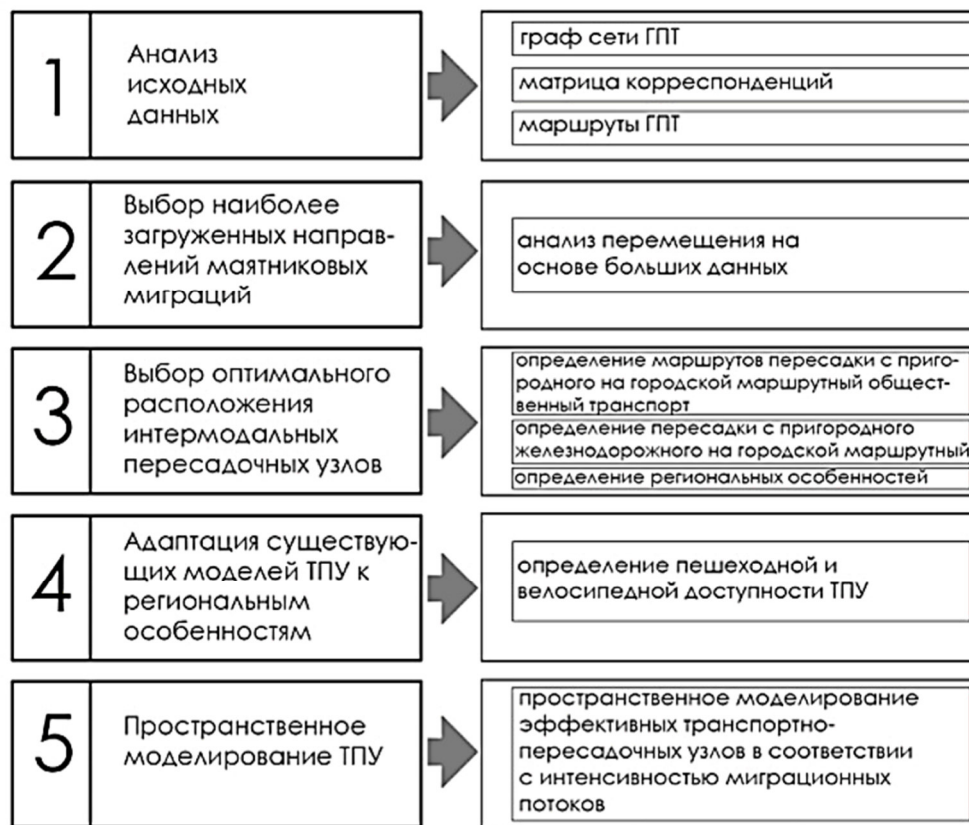 1
Анализ
исходных
данных
граф сети ГПТ
матрица корреспонденций
маршруты ГПТ
2
Выбор наиболее
загруженных направ-
лений маятниковых
миграций
анализ перемещения на
основе больших данных
3
Выбор оптимального
расположения
интермодальных
пересадочных узлов
определение маршрутов пересадки с приго-
родного на городской маршрутный общест-
венный транспорт
определение пересадки с пригородного
железнодорожного на городской маршрутный
определение региональных особенностей
4
Адаптация существую-
щих моделей ТПУ к
региональным
особенностям
определение пешеходной и
велосипедной доступности ТПУ
5
Пространственное
моделирование ТПУ
пространственное моделирование
эффективных транспортно-
пересадочных узлов в соответствии
с интенсивностью миграционных
потоков